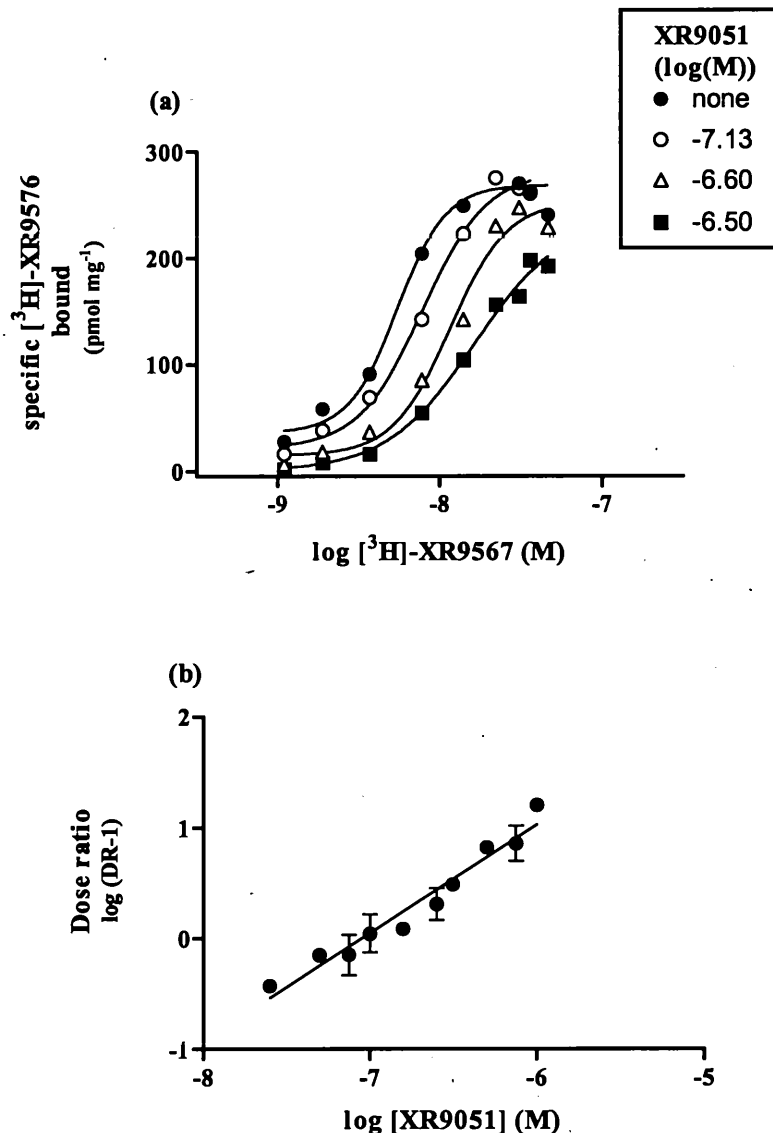 XR9051
(log(M))
● none
○ -7.13
△ -6.60
■ -6.50
(a)
300
200
100
0
specific [³H]-XR9576
bound
(pmol mg⁻¹)
-9
-8
-7
log [³H]-XR9567 (M)
(b)
2
1
0
-1
Dose ratio
log (DR-1)
-8
-7
-6
-5
log [XR9051] (M)